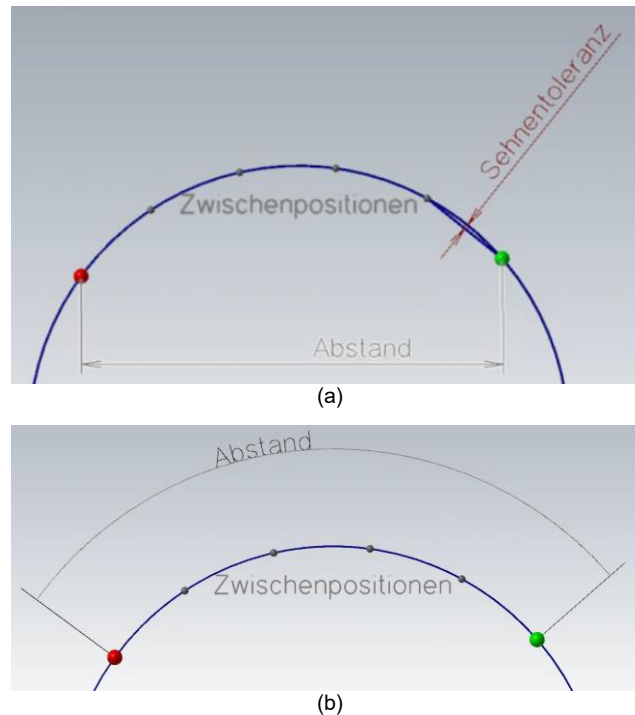 Sehnentoleranz
Zwischenpositionen
Abstand
(a)
Abstand
Zwischenpositionen
(b)